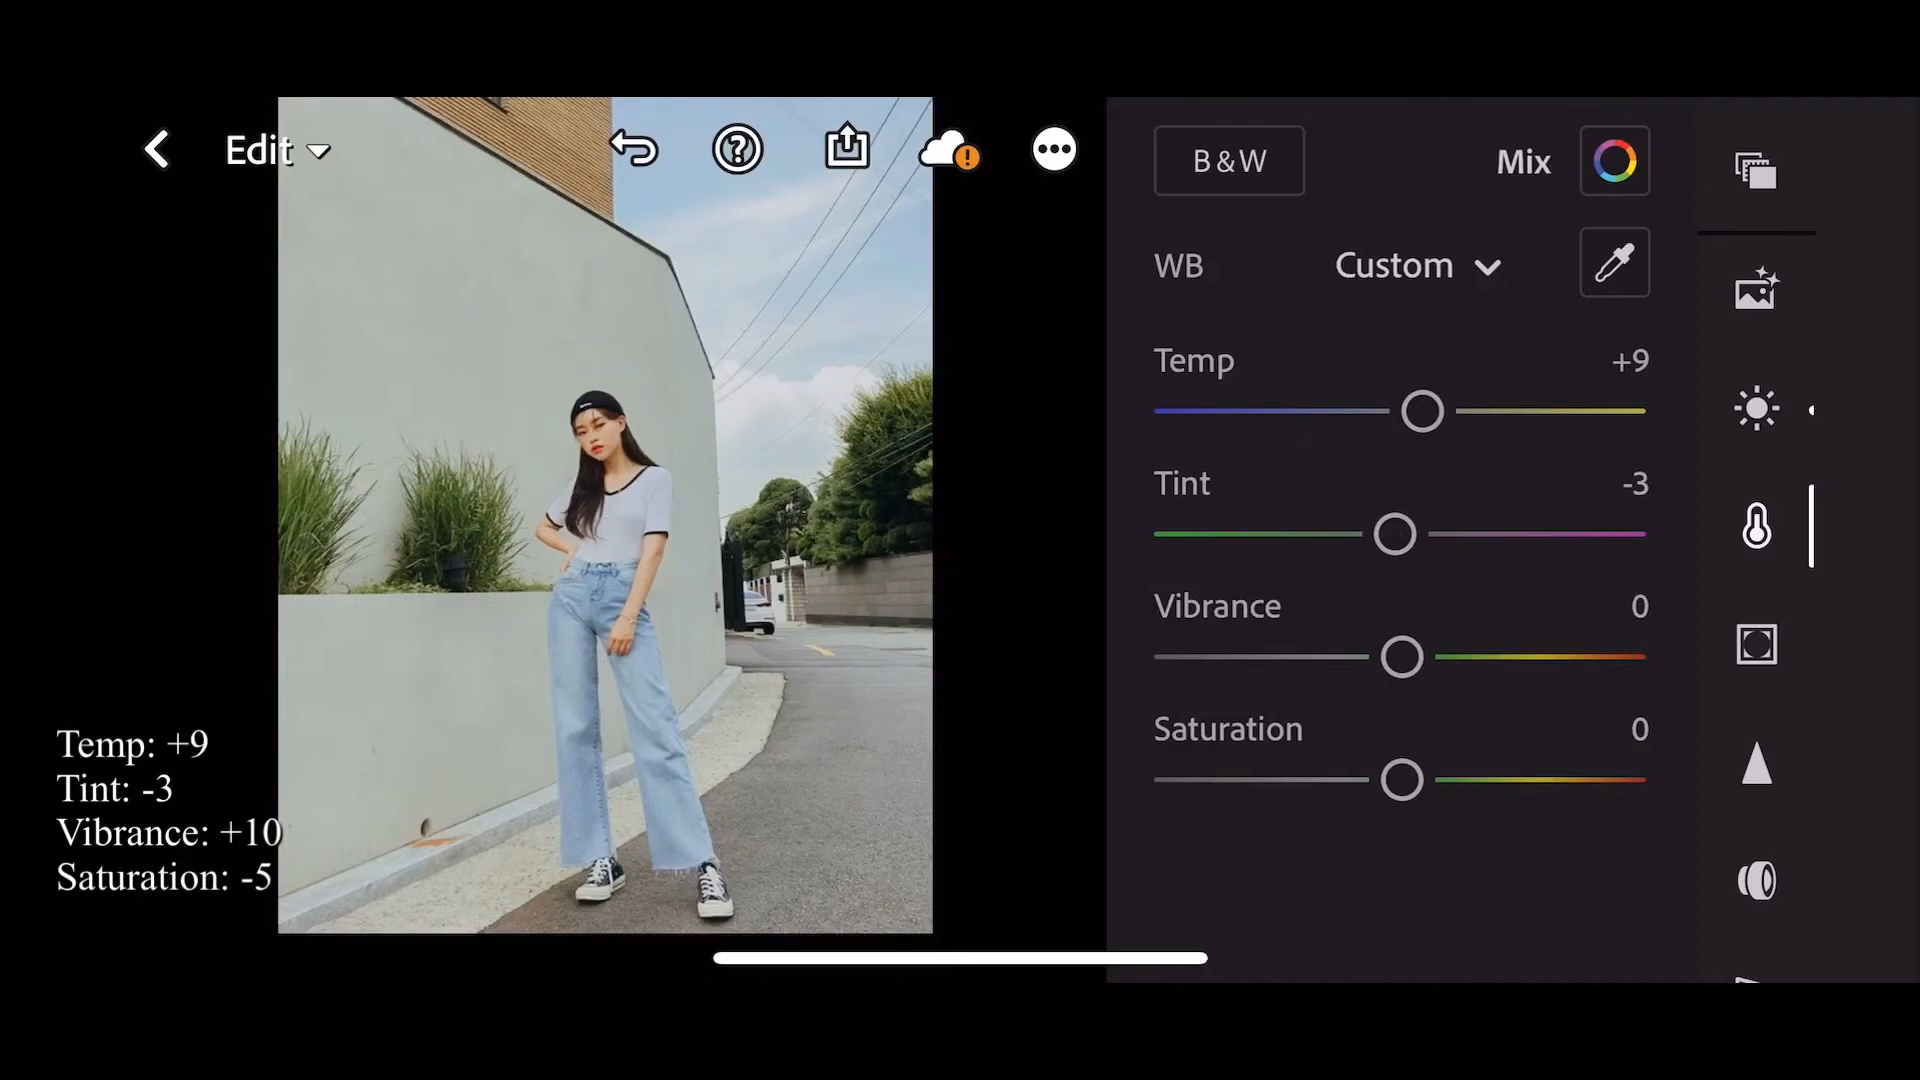 Edit
B&W
Mix
WB
Custom
Temp
+9
Tint
-3
Vibrance
0
Saturation
0
Temp: +9
Tint: -3
Vibrance: +10
Saturation: -5